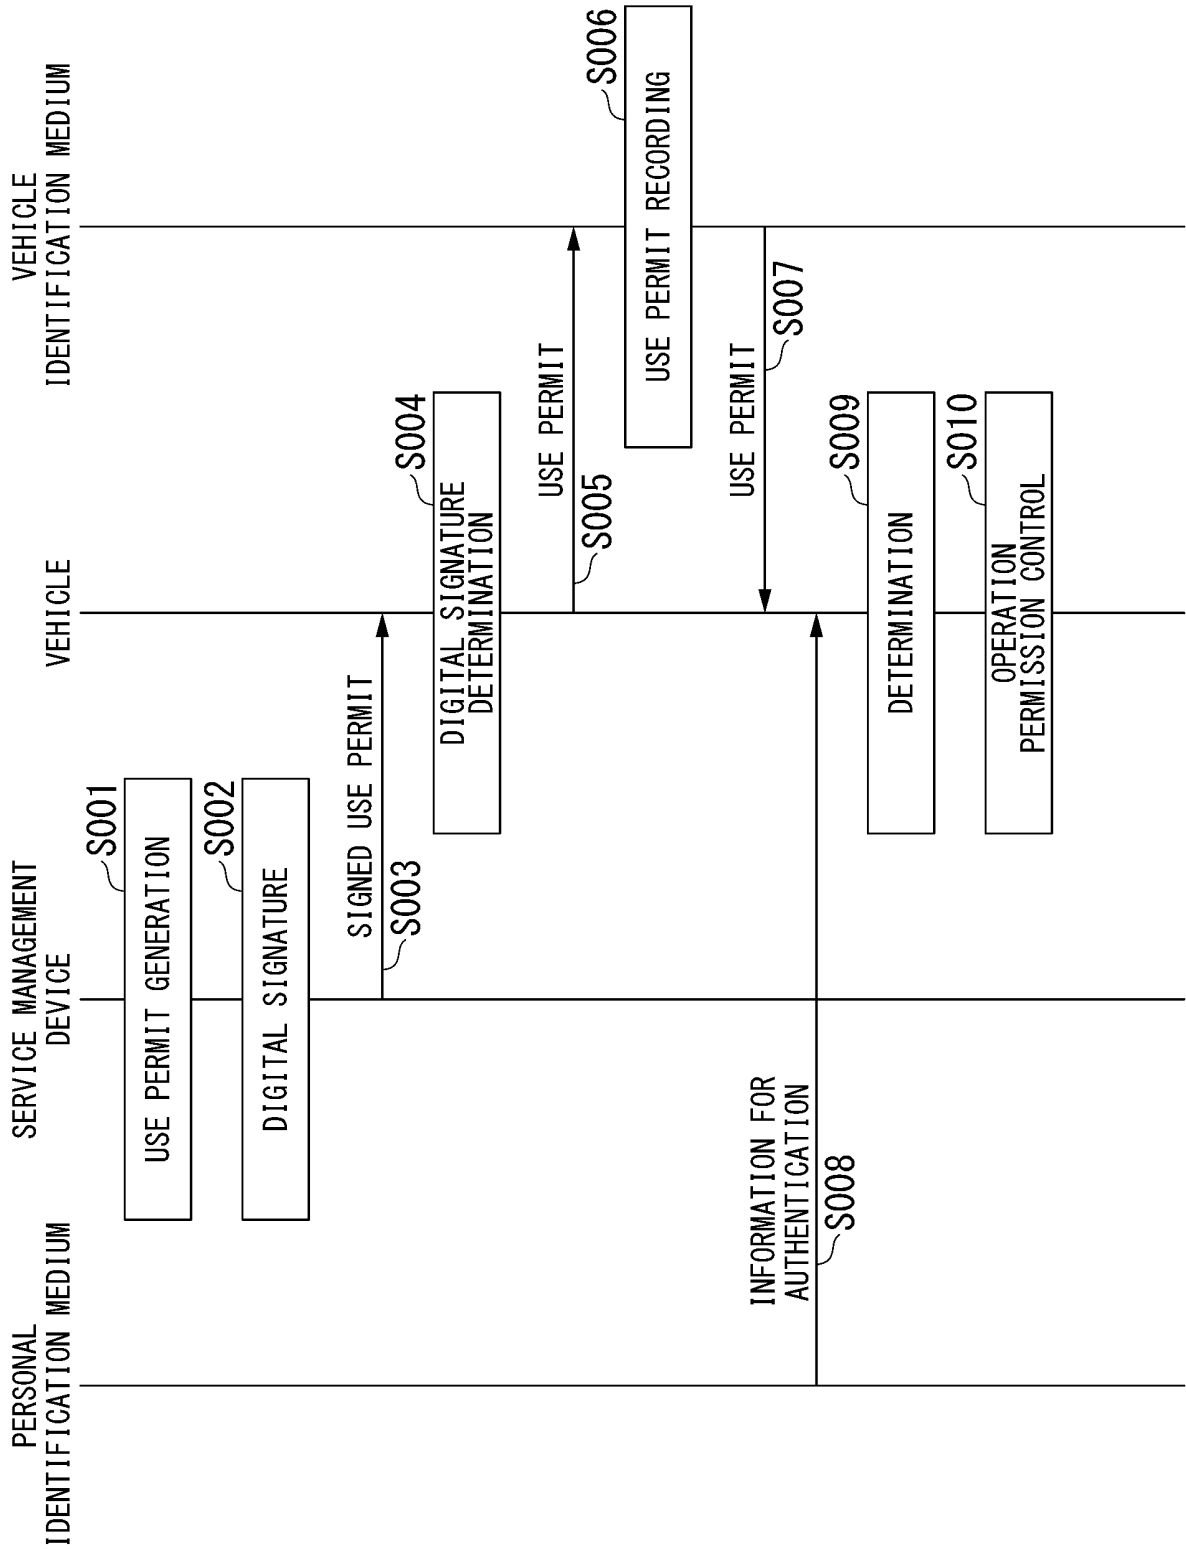 PERSONAL
IDENTIFICATION MEDIUM
SERVICE MANAGEMENT
DEVICE
VEHICLE
VEHICLE
IDENTIFICATION MEDIUM
S001
USE PERMIT GENERATION
S002
DIGITAL SIGNATURE
SIGNED USE PERMIT
S003
S004
DIGITAL SIGNATURE
DETERMINATION
USE PERMIT
S005
S006
USE PERMIT RECORDING
USE PERMIT
S007
INFORMATION FOR
AUTHENTICATION
S008
S009
DETERMINATION
S010
OPERATION
PERMISSION CONTROL